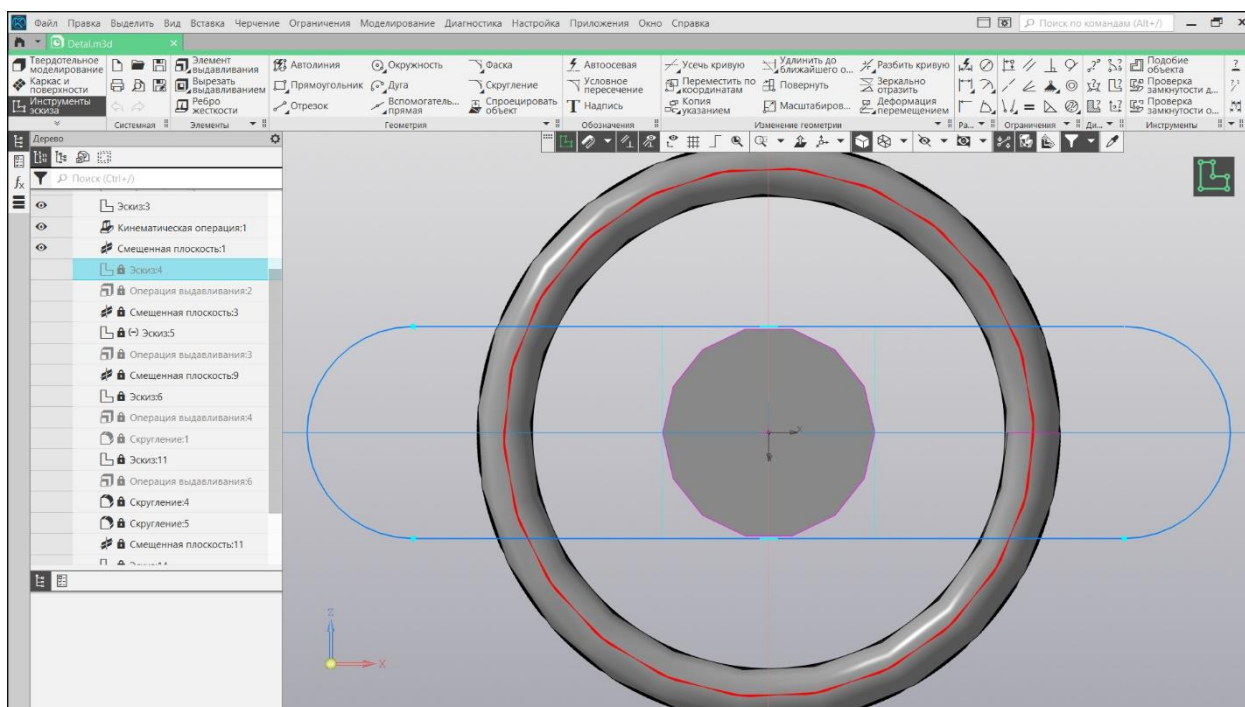 Файл Правка Выделить Вид Вставка Черчение Ограничения Моделирование Диагностика Настройка Приложения Окно Справка
Поиск по командам (Alt+/)
Detal.m3d
Твердотельное моделирование
Каркас и поверхности
Инструменты эскиза
Системная
Элемент выдавливания
Вырезать выдавливанием
Ребро жесткости
Элементы
Автолиния
Прямоугольник
Отрезок
Окружность
Дуга
Вспомогатель... прямая
Фаска
Скругление
Спроецировать объект
Геометрия
Автоосевая
Условное пересечение
Надпись
Обозначения
Усечь кривую
Переместить по координатам
Копия указанием
Удлинить до ближайшего о...
Повернуть
Масштабиров...
Разбить кривую
Зеркально отразить
Деформация перемещением
Изменение геометрии
Ра...
Ограничения
Ди...
Подобие объекта
Проверка замкнутости д...
Проверка замкнутости о...
Инструменты
Дерево
Поиск (Ctrl+/)
Эскиз:3
Кинематическая операция:1
Смещенная плоскость:1
Эскиз:4
Операция выдавливания:2
Смещенная плоскость:3
(-) Эскиз:5
Операция выдавливания:3
Смещенная плоскость:9
Эскиз:6
Операция выдавливания:4
Скругление:1
Эскиз:11
Операция выдавливания:6
Скругление:4
Скругление:5
Смещенная плоскость:11
Z
X